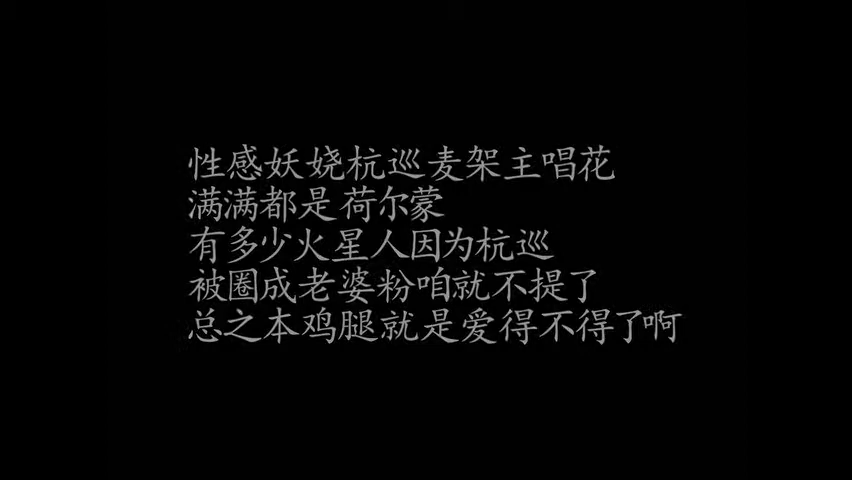 性感妖娆杭巡麦架主唱花
满满都是荷尔蒙
有多少火星人因为杭巡
被圈成老婆粉咱就不提了
总之本鸡腿就是爱得不得了啊